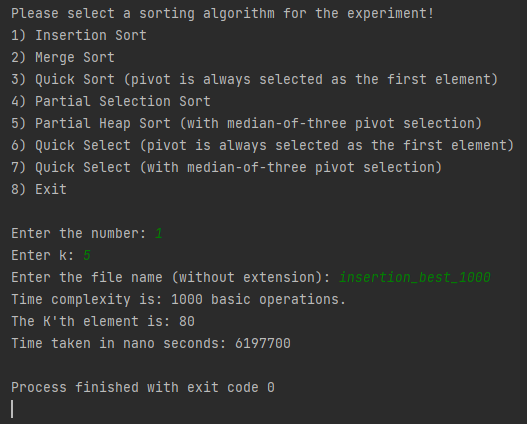 Please select a sorting algorithm for the experiment!
1) Insertion Sort
2) Merge Sort
3) Quick Sort (pivot is always selected as the first element)
4) Partial Selection Sort
5) Partial Heap Sort (with median-of-three pivot selection)
6) Quick Select (pivot is always selected as the first element)
7) Quick Select (with median-of-three pivot selection)
8) Exit
Enter the number: 1
Enter k: 5
Enter the file name (without extension): insertion_best_1000
Time complexity is: 1000 basic operations.
The K'th element is: 80
Time taken in nano seconds: 6197700
Process finished with exit code 0